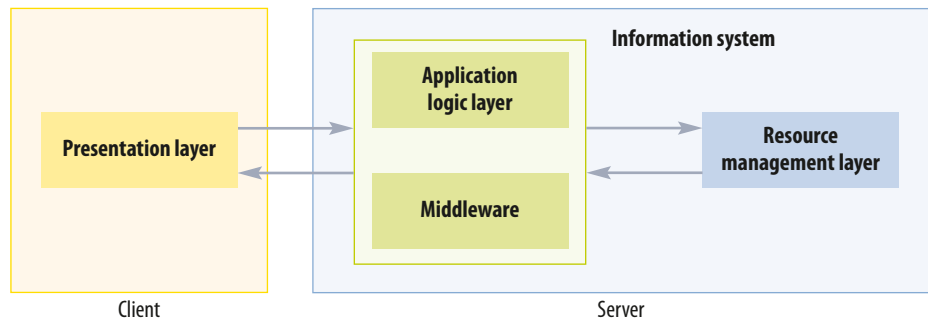 Information system
Application
logic layer
Presentation layer
Resource
management layer
Middleware
Client
Server